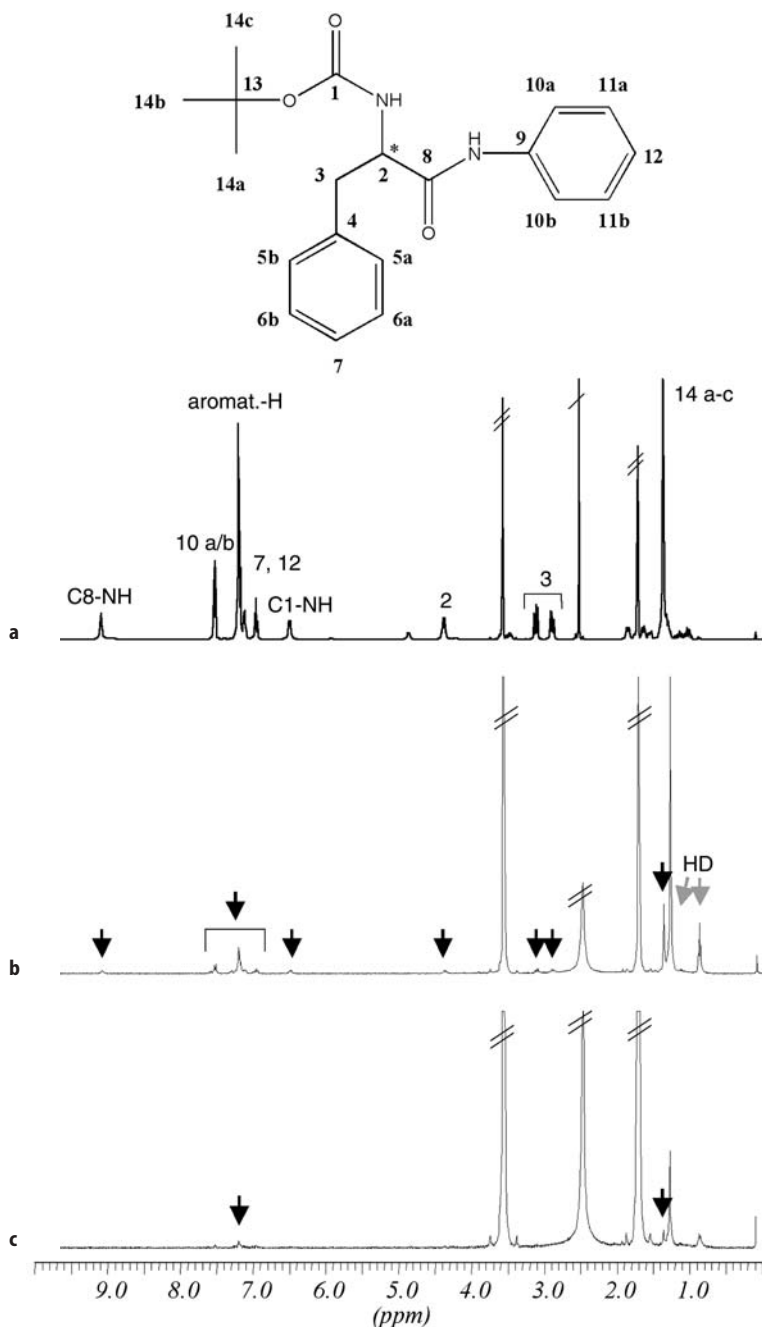 14c
O
13
14b
O
1
NH
10a
11a
14a
H
N
9
*
8
12
3
2
4
O
10b
11b
5b
5a
6b
6a
7
aromat.-H
14 a-c
10 a/b
7, 12
3
C8-NH
C1-NH
2
a
HD
b
c
9.0 8.0 7.0 6.0 5.0 4.0 3.0 2.0 1.0
(ppm)